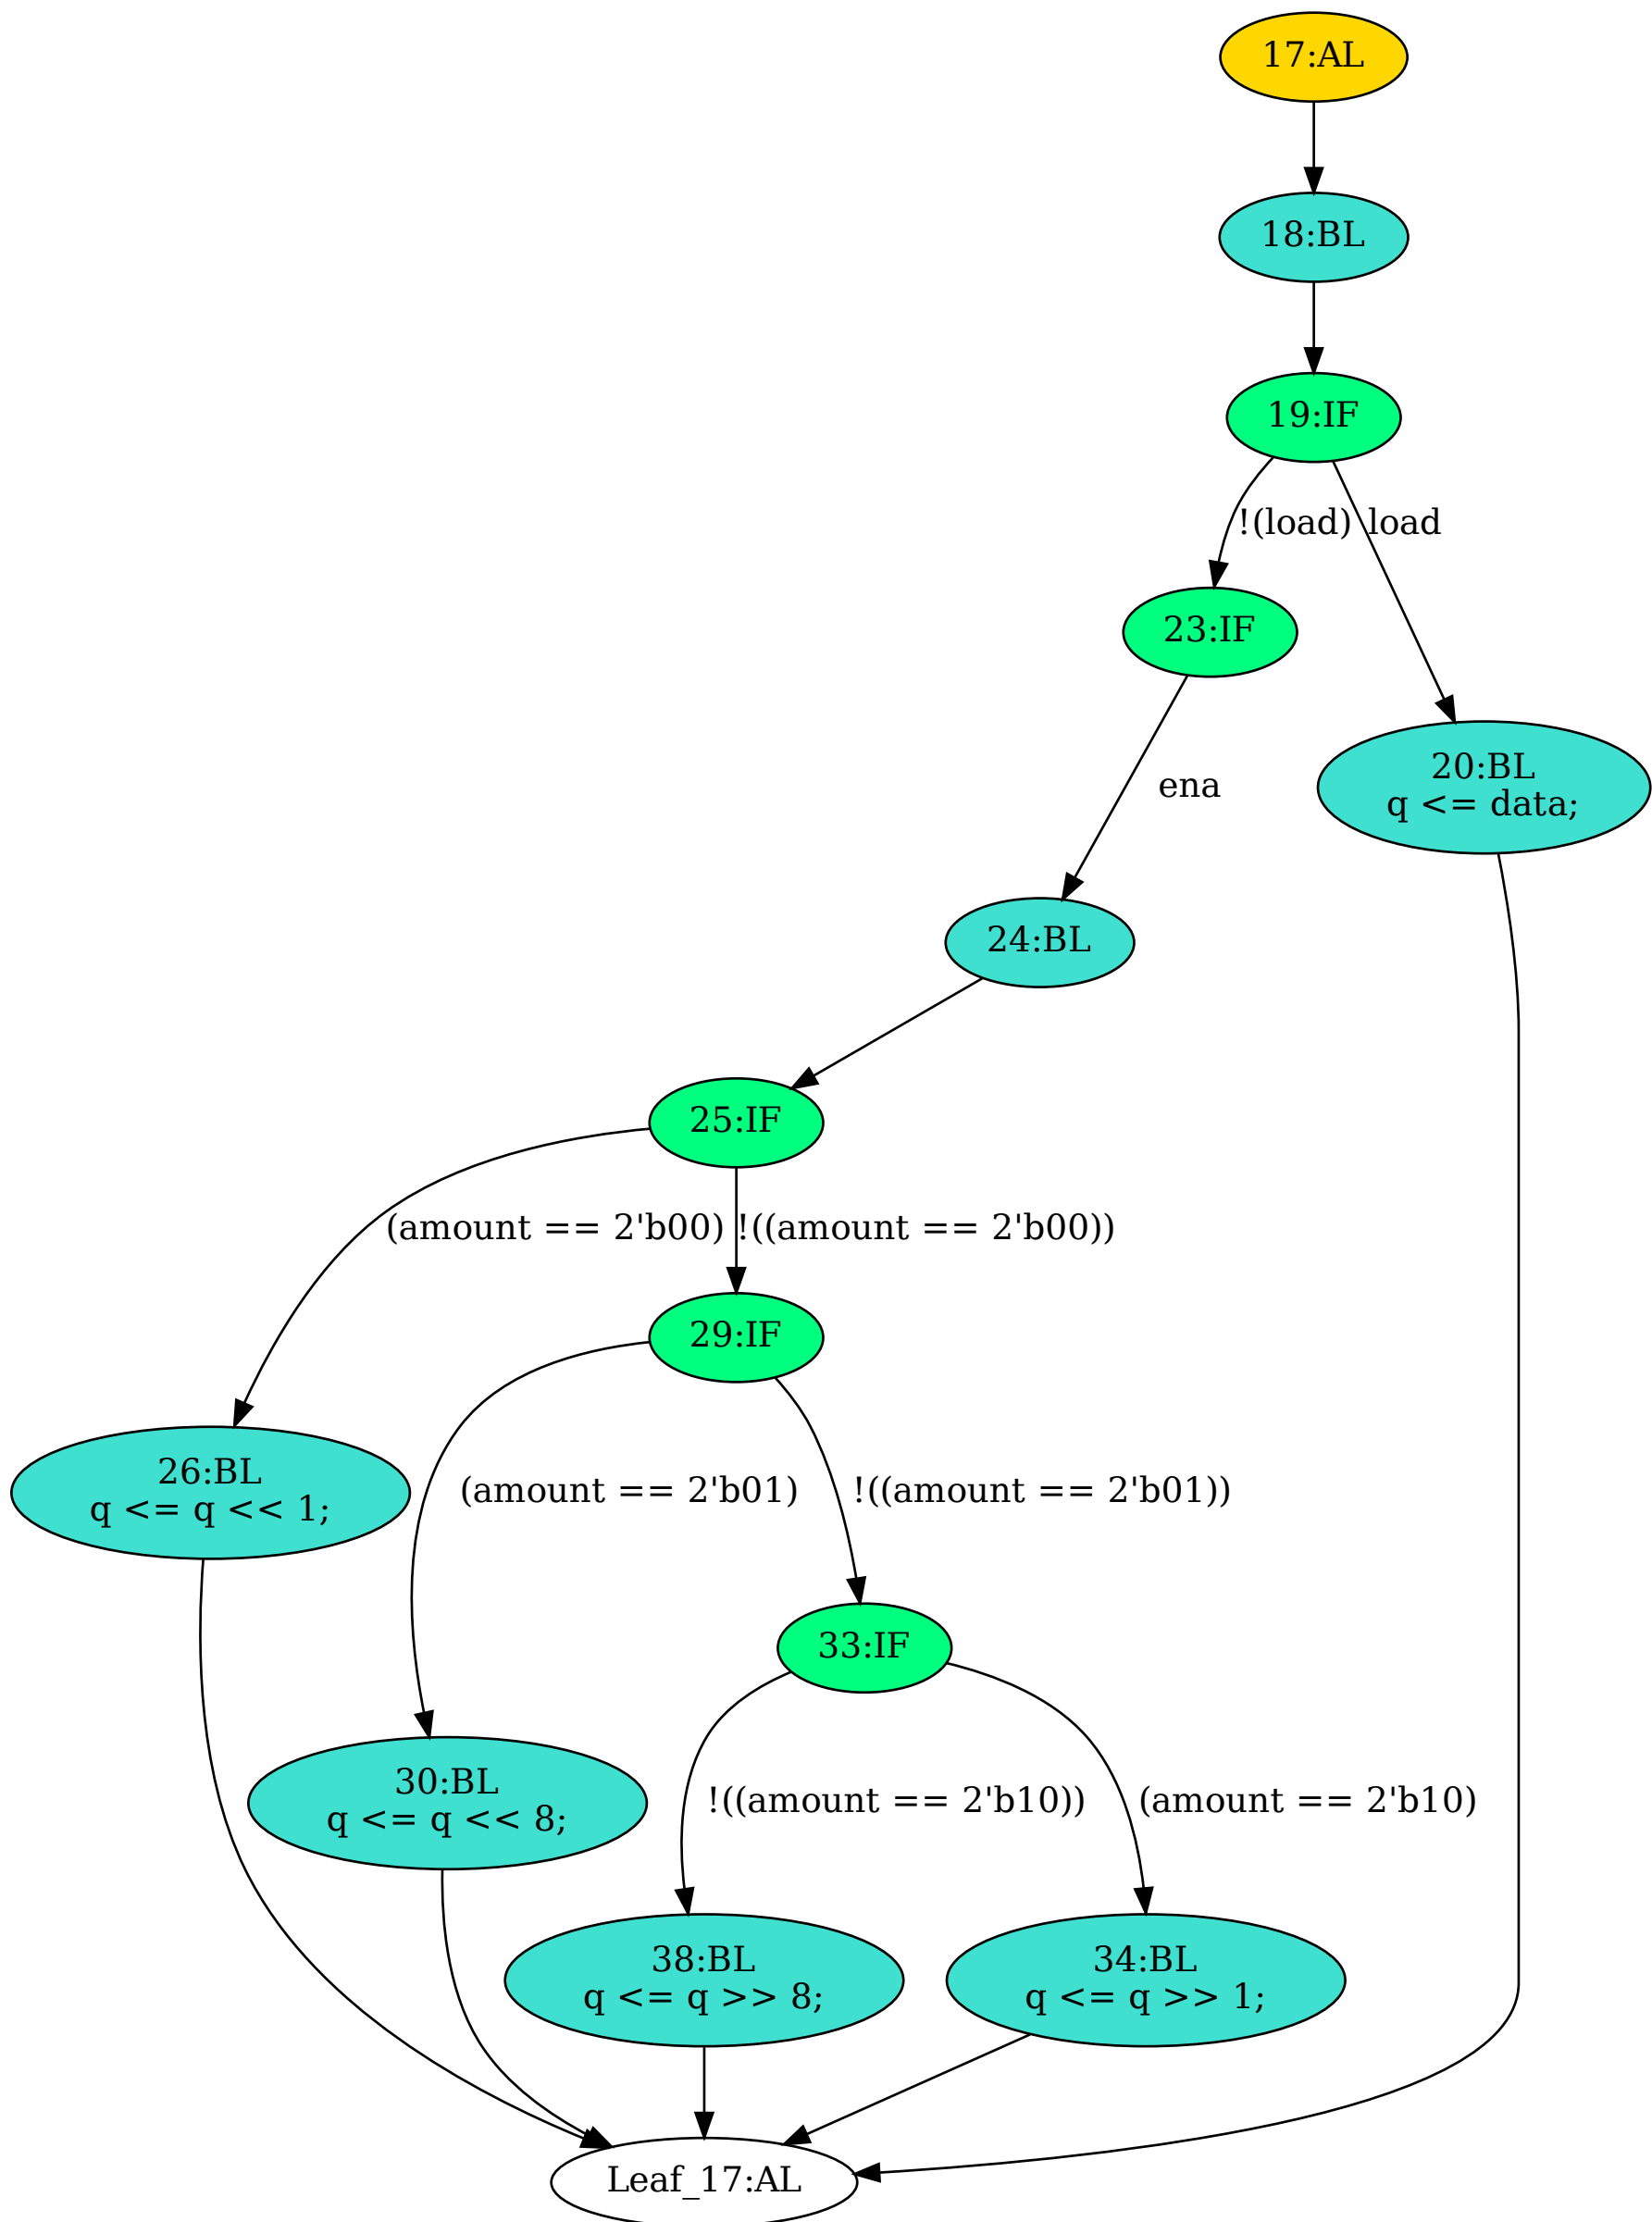 17:AL
18:BL
19:IF
!(load)
load
23:IF
20:BL
q <= data;
ena
24:BL
25:IF
(amount == 2'b00)
!((amount == 2'b00))
29:IF
26:BL
q <= q << 1;
(amount == 2'b01)
!((amount == 2'b01))
33:IF
30:BL
q <= q << 8;
!((amount == 2'b10))
(amount == 2'b10)
38:BL
q <= q >> 8;
34:BL
q <= q >> 1;
Leaf_17:AL